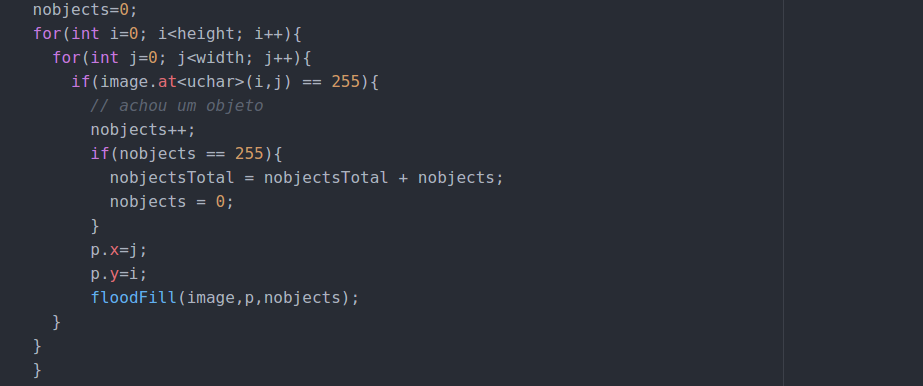 nobjects=0;
for(int i=0; i<height; i++){
  for(int j=0; j<width; j++){
    if(image.at<uchar>(i,j) == 255){
      // achou um objeto
      nobjects++;
      if(nobjects == 255){
        nobjectsTotal = nobjectsTotal + nobjects;
        nobjects = 0;
      }
      p.x=j;
      p.y=i;
      floodFill(image,p,nobjects);
  }
}
}